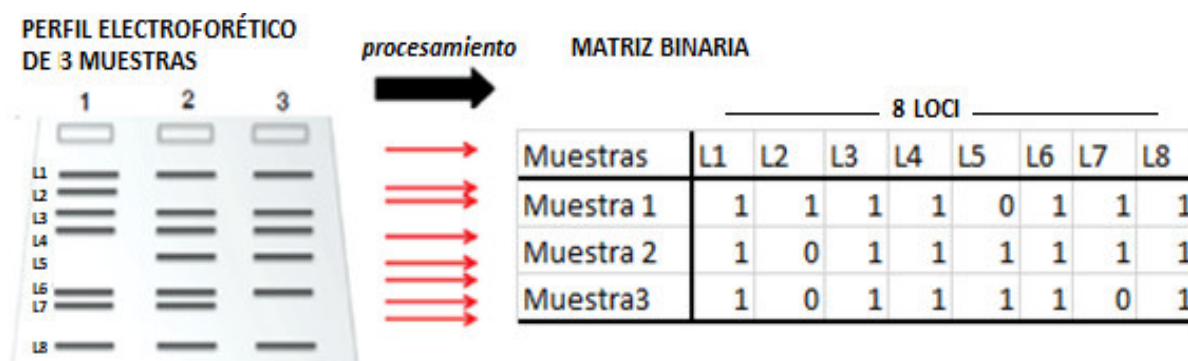 PERFIL ELECTROFORÉTICO
DE 3 MUESTRAS
procesamiento
MATRIZ BINARIA
1 2 3
L1
L2
L3
L4
L5
L6
L7
L8
8 LOCI
Muestras L1 L2 L3 L4 L5 L6 L7 L8
Muestra 1 1 1 1 1 0 1 1 1
Muestra 2 1 0 1 1 1 1 1 1
Muestra3 1 0 1 1 1 1 0 1